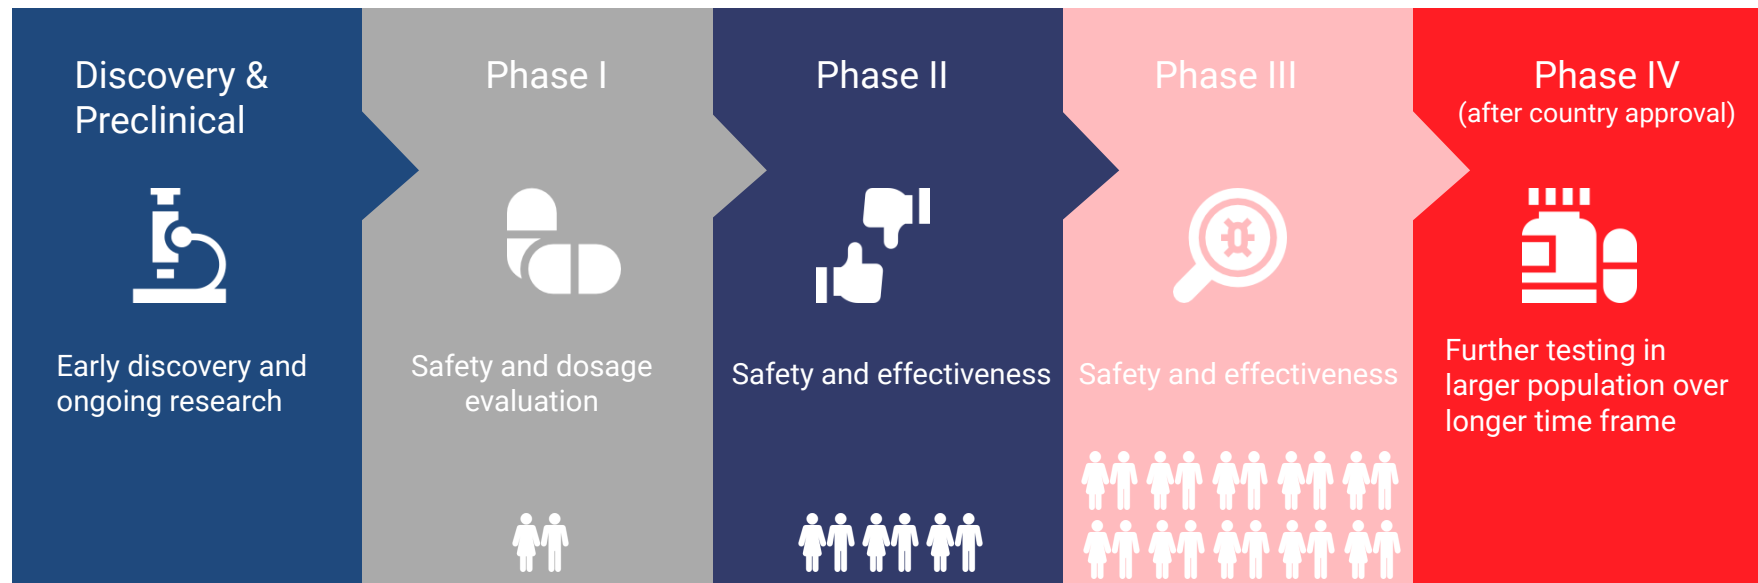 Discovery &
Preclinical
Early discovery and
ongoing research
Phase I
Safety and dosage
evaluation
Phase II
Safety and effectiveness
Phase III
Safety and effectiveness
Phase IV
(after country approval)
Further testing in
larger population over
longer time frame